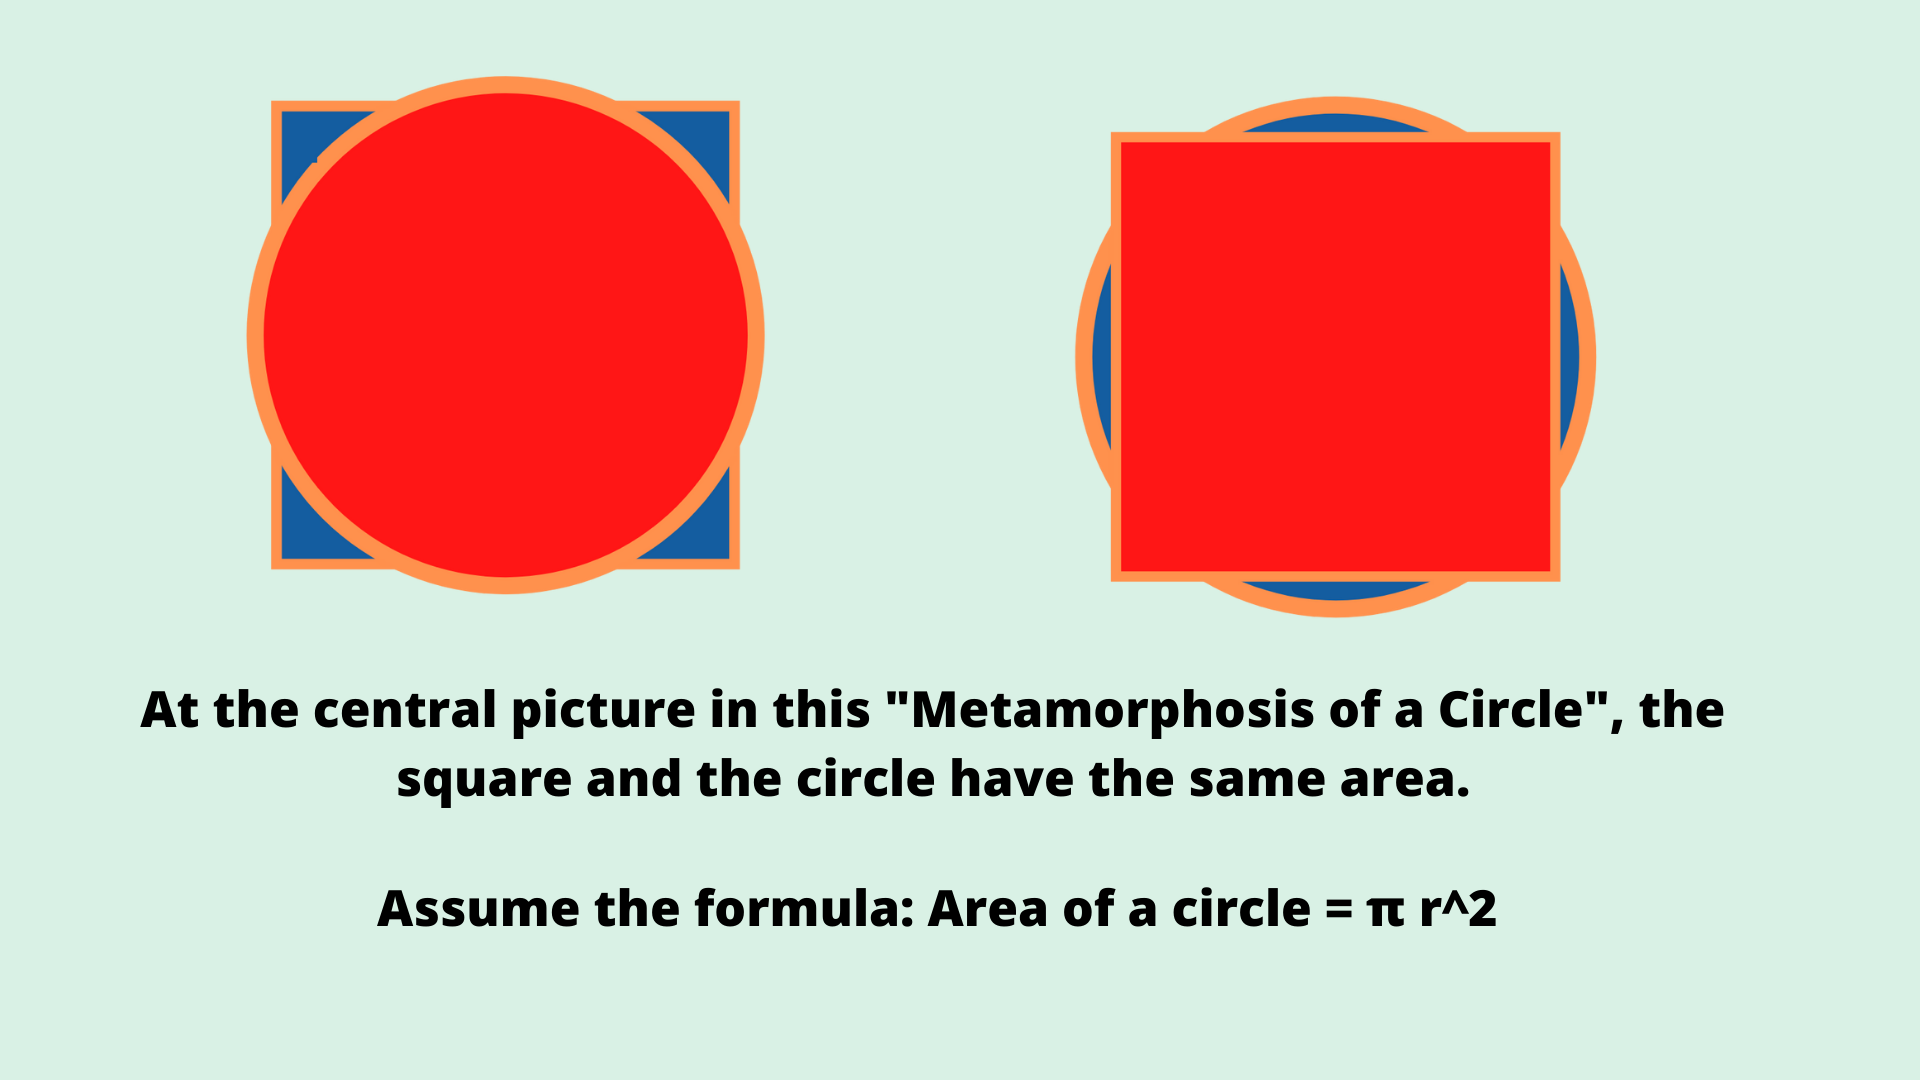 At the central picture in this "Metamorphosis of a Circle", the
square and the circle have the same area.
Assume the formula: Area of a circle = π r^2